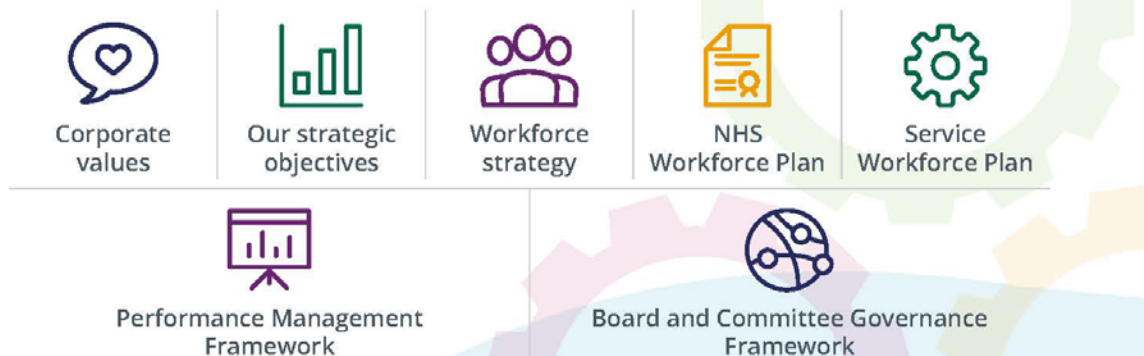 Corporate
values
Our strategic
objectives
Workforce
strategy
NHS
Workforce Plan
Service
Workforce Plan
Performance Management
Framework
Board and Committee Governance
Framework